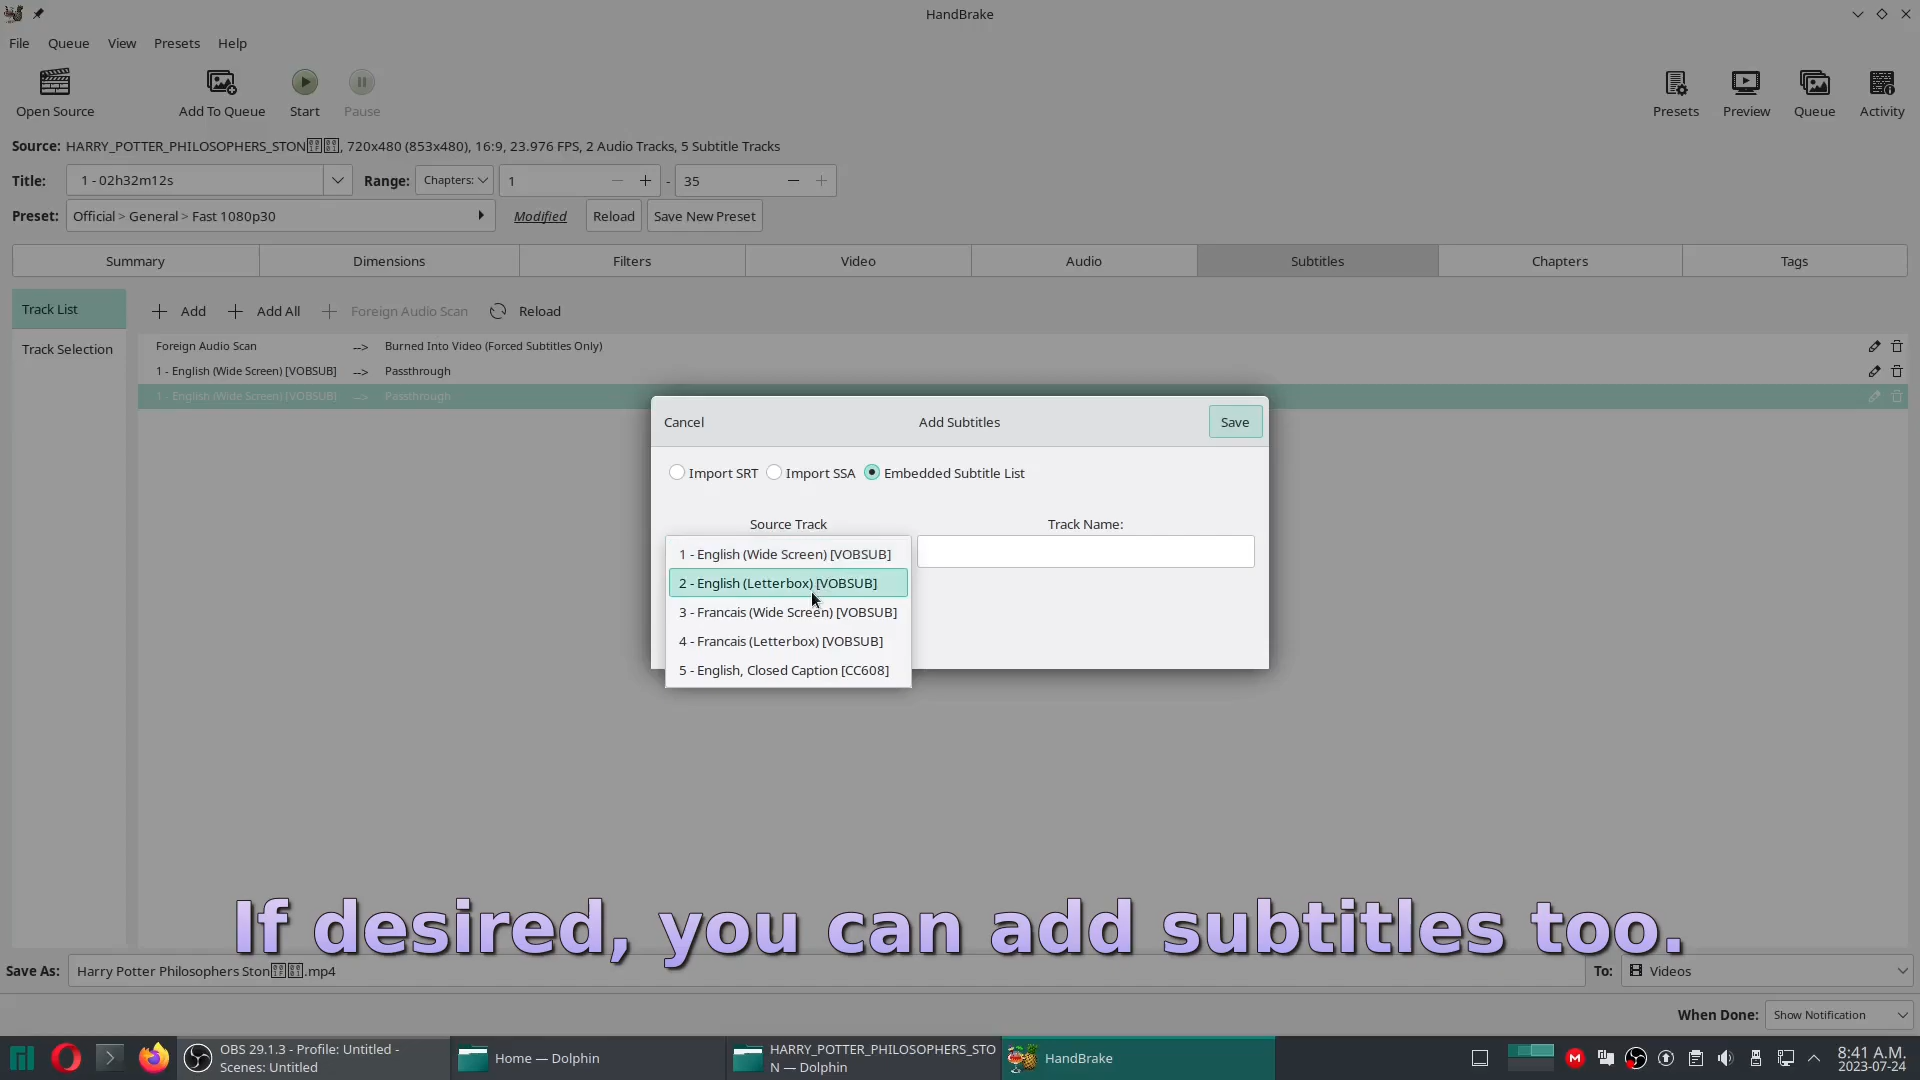 HandBrake
File Queue View Presets Help
Open Source Add To Queue Start Pause Presets Preview Queue Activity
Source: HARRY_POTTER_PHILOSOPHERS_STON, 720x480 (853x480), 16:9, 23.976 FPS, 2 Audio Tracks, 5 Subtitle Tracks
Title: 1 - 02h32m12s Range: Chapters: 1 - 35
Preset: Official > General > Fast 1080p30 Modified Reload Save New Preset
Summary Dimensions Filters Video Audio Subtitles Chapters Tags
Track List Add Add All Foreign Audio Scan Reload
Track Selection
Foreign Audio Scan --> Burned Into Video (Forced Subtitles Only)
1 - English (Wide Screen) [VOBSUB] --> Passthrough
1 - English (Wide Screen) [VOBSUB] --> Passthrough
Cancel Add Subtitles Save
Import SRT Import SSA Embedded Subtitle List
Source Track Track Name:
1 - English (Wide Screen) [VOBSUB]
2 - English (Letterbox) [VOBSUB]
3 - Francais (Wide Screen) [VOBSUB]
4 - Francais (Letterbox) [VOBSUB]
5 - English, Closed Caption [CC608]
If desired, you can add subtitles too.
Save As: Harry Potter Philosophers Ston.mp4 To: Videos
When Done: Show Notification
OBS 29.1.3 - Profile: Untitled -
Scenes: Untitled
Home — Dolphin
HARRY_POTTER_PHILOSOPHERS_STO
N — Dolphin
HandBrake
8:41 A.M.
2023-07-24